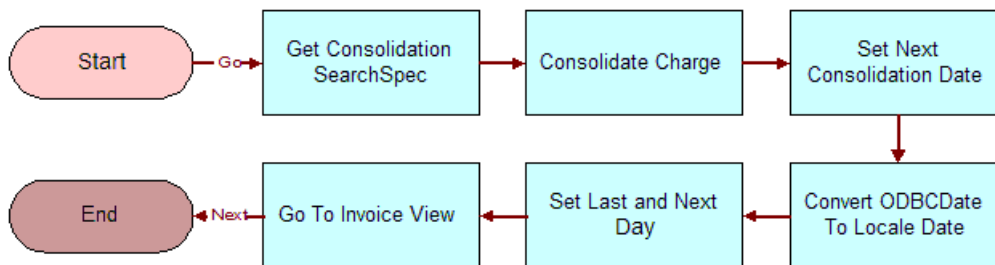 Start
Go
Get Consolidation
SearchSpec
Consolidate Charge
Set Next
Consolidation Date
Convert ODBCDate
To Locale Date
Set Last and Next
Day
Go To Invoice View
Next
End